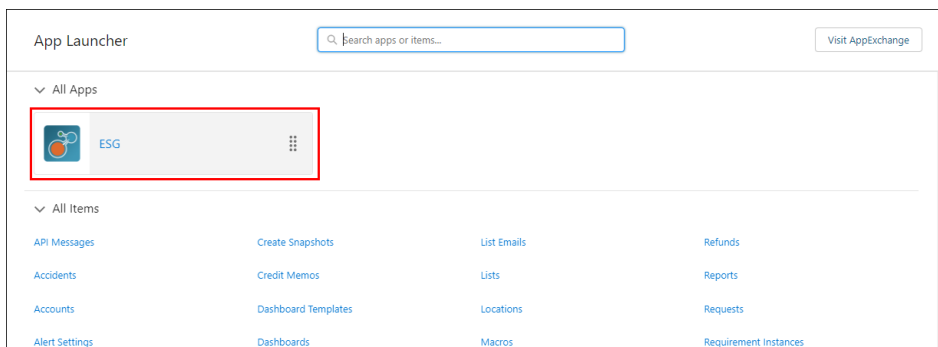 App Launcher
Search apps or items...
Visit AppExchange
All Apps
ESG
All Items
API Messages Create Snapshots List Emails Refunds
Accidents Credit Memos Lists Reports
Accounts Dashboard Templates Locations Requests
Alert Settings Dashboards Macros Requirement Instances